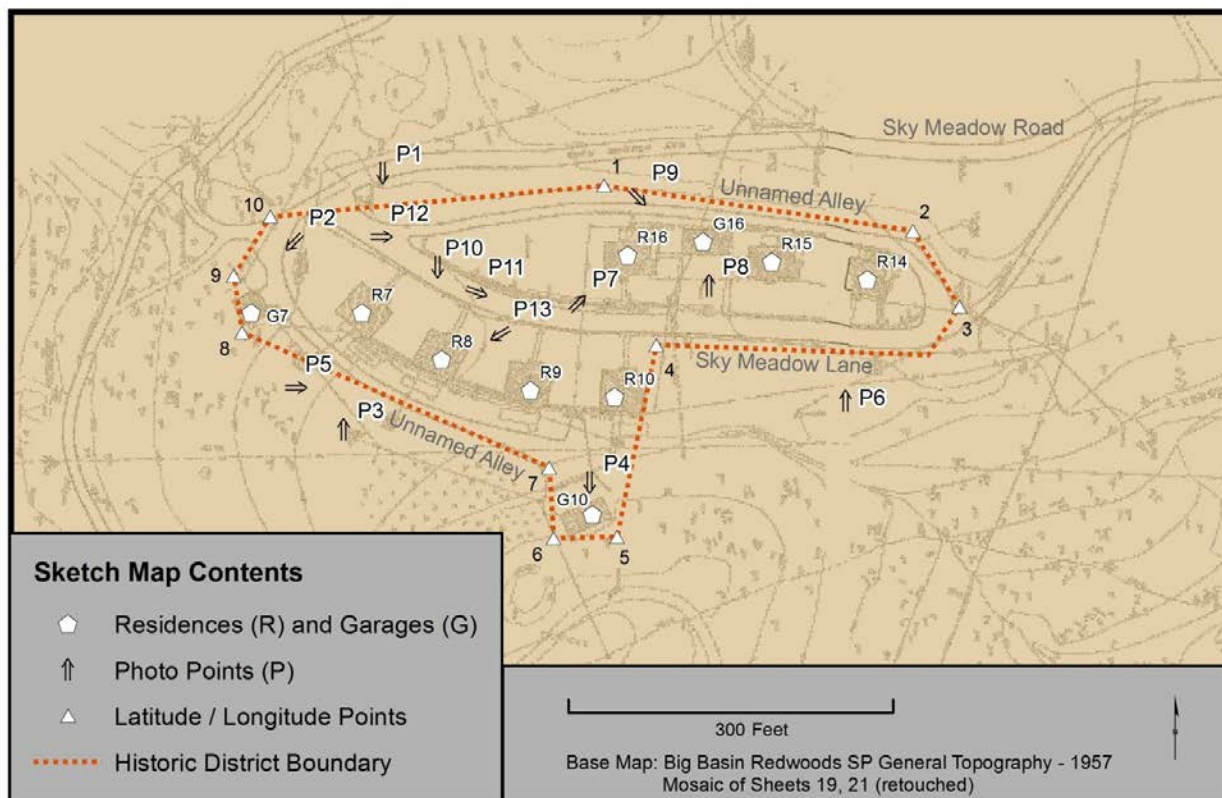 Sky Meadow Road
P1
1
P9
Unnamed Alley
10
P2
P12
2
P10
R16
G16
R15
9
P11
P7
P8
R14
G7
R7
P13
3
8
R8
4
Sky Meadow Lane
P5
R9
R10
P6
P3
Unnamed Alley
P4
7
G10
6
5
Sketch Map Contents
Residences (R) and Garages (G)
Photo Points (P)
Latitude / Longitude Points
Historic District Boundary
300 Feet
Base Map: Big Basin Redwoods SP General Topography - 1957
Mosaic of Sheets 19, 21 (retouched)